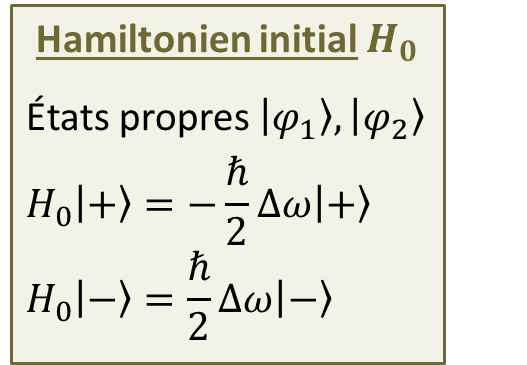 Hamiltonien initial H₀
États propres |φ₁⟩, |φ₂⟩
H₀|+⟩ = −ℏ/2 Δω|+⟩
H₀|−⟩ = ℏ/2 Δω|−⟩